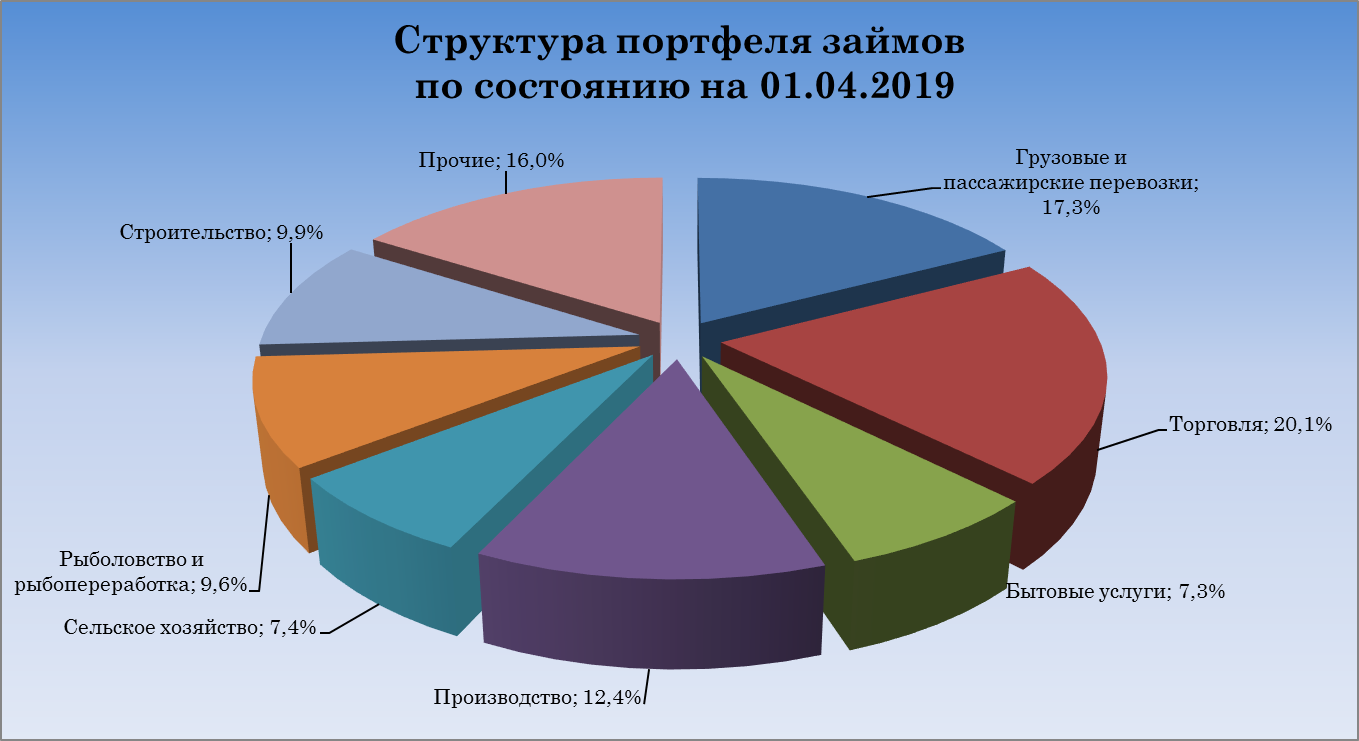 Структура портфеля займов
по состоянию на 01.04.2019
Прочие; 16,0%
Грузовые и
пассажирские перевозки;
17,3%
Строительство; 9,9%
Торговля; 20,1%
Рыболовство и
рыбопереработка; 9,6%
Бытовые услуги; 7,3%
Сельское хозяйство; 7,4%
Производство; 12,4%